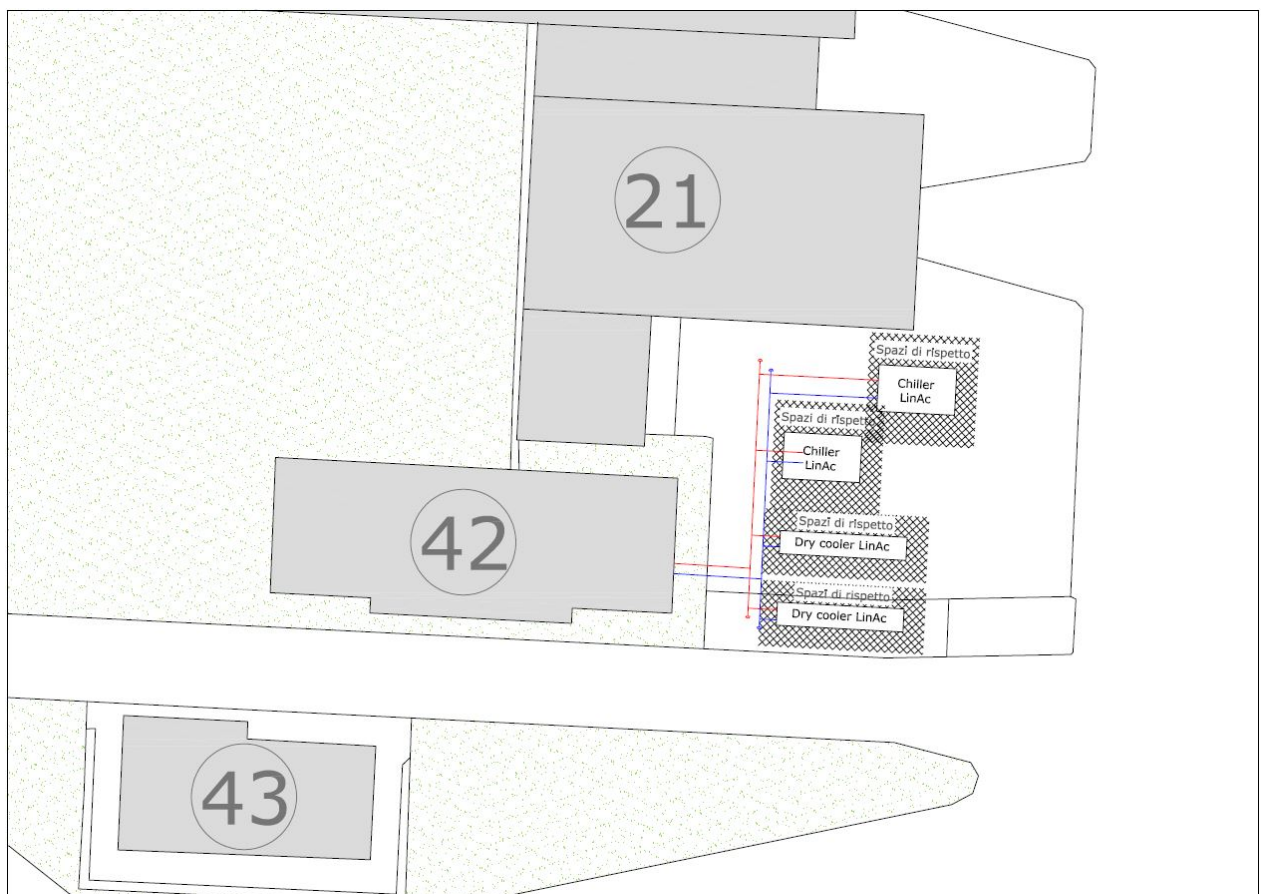 21
Spazi di rispetto
Chiller
LinAc
Spazi di rispetto
Chiller
LinAc
42
Spazi di rispetto
Dry cooler LinAc
Spazi di rispetto
Dry cooler LinAc
43